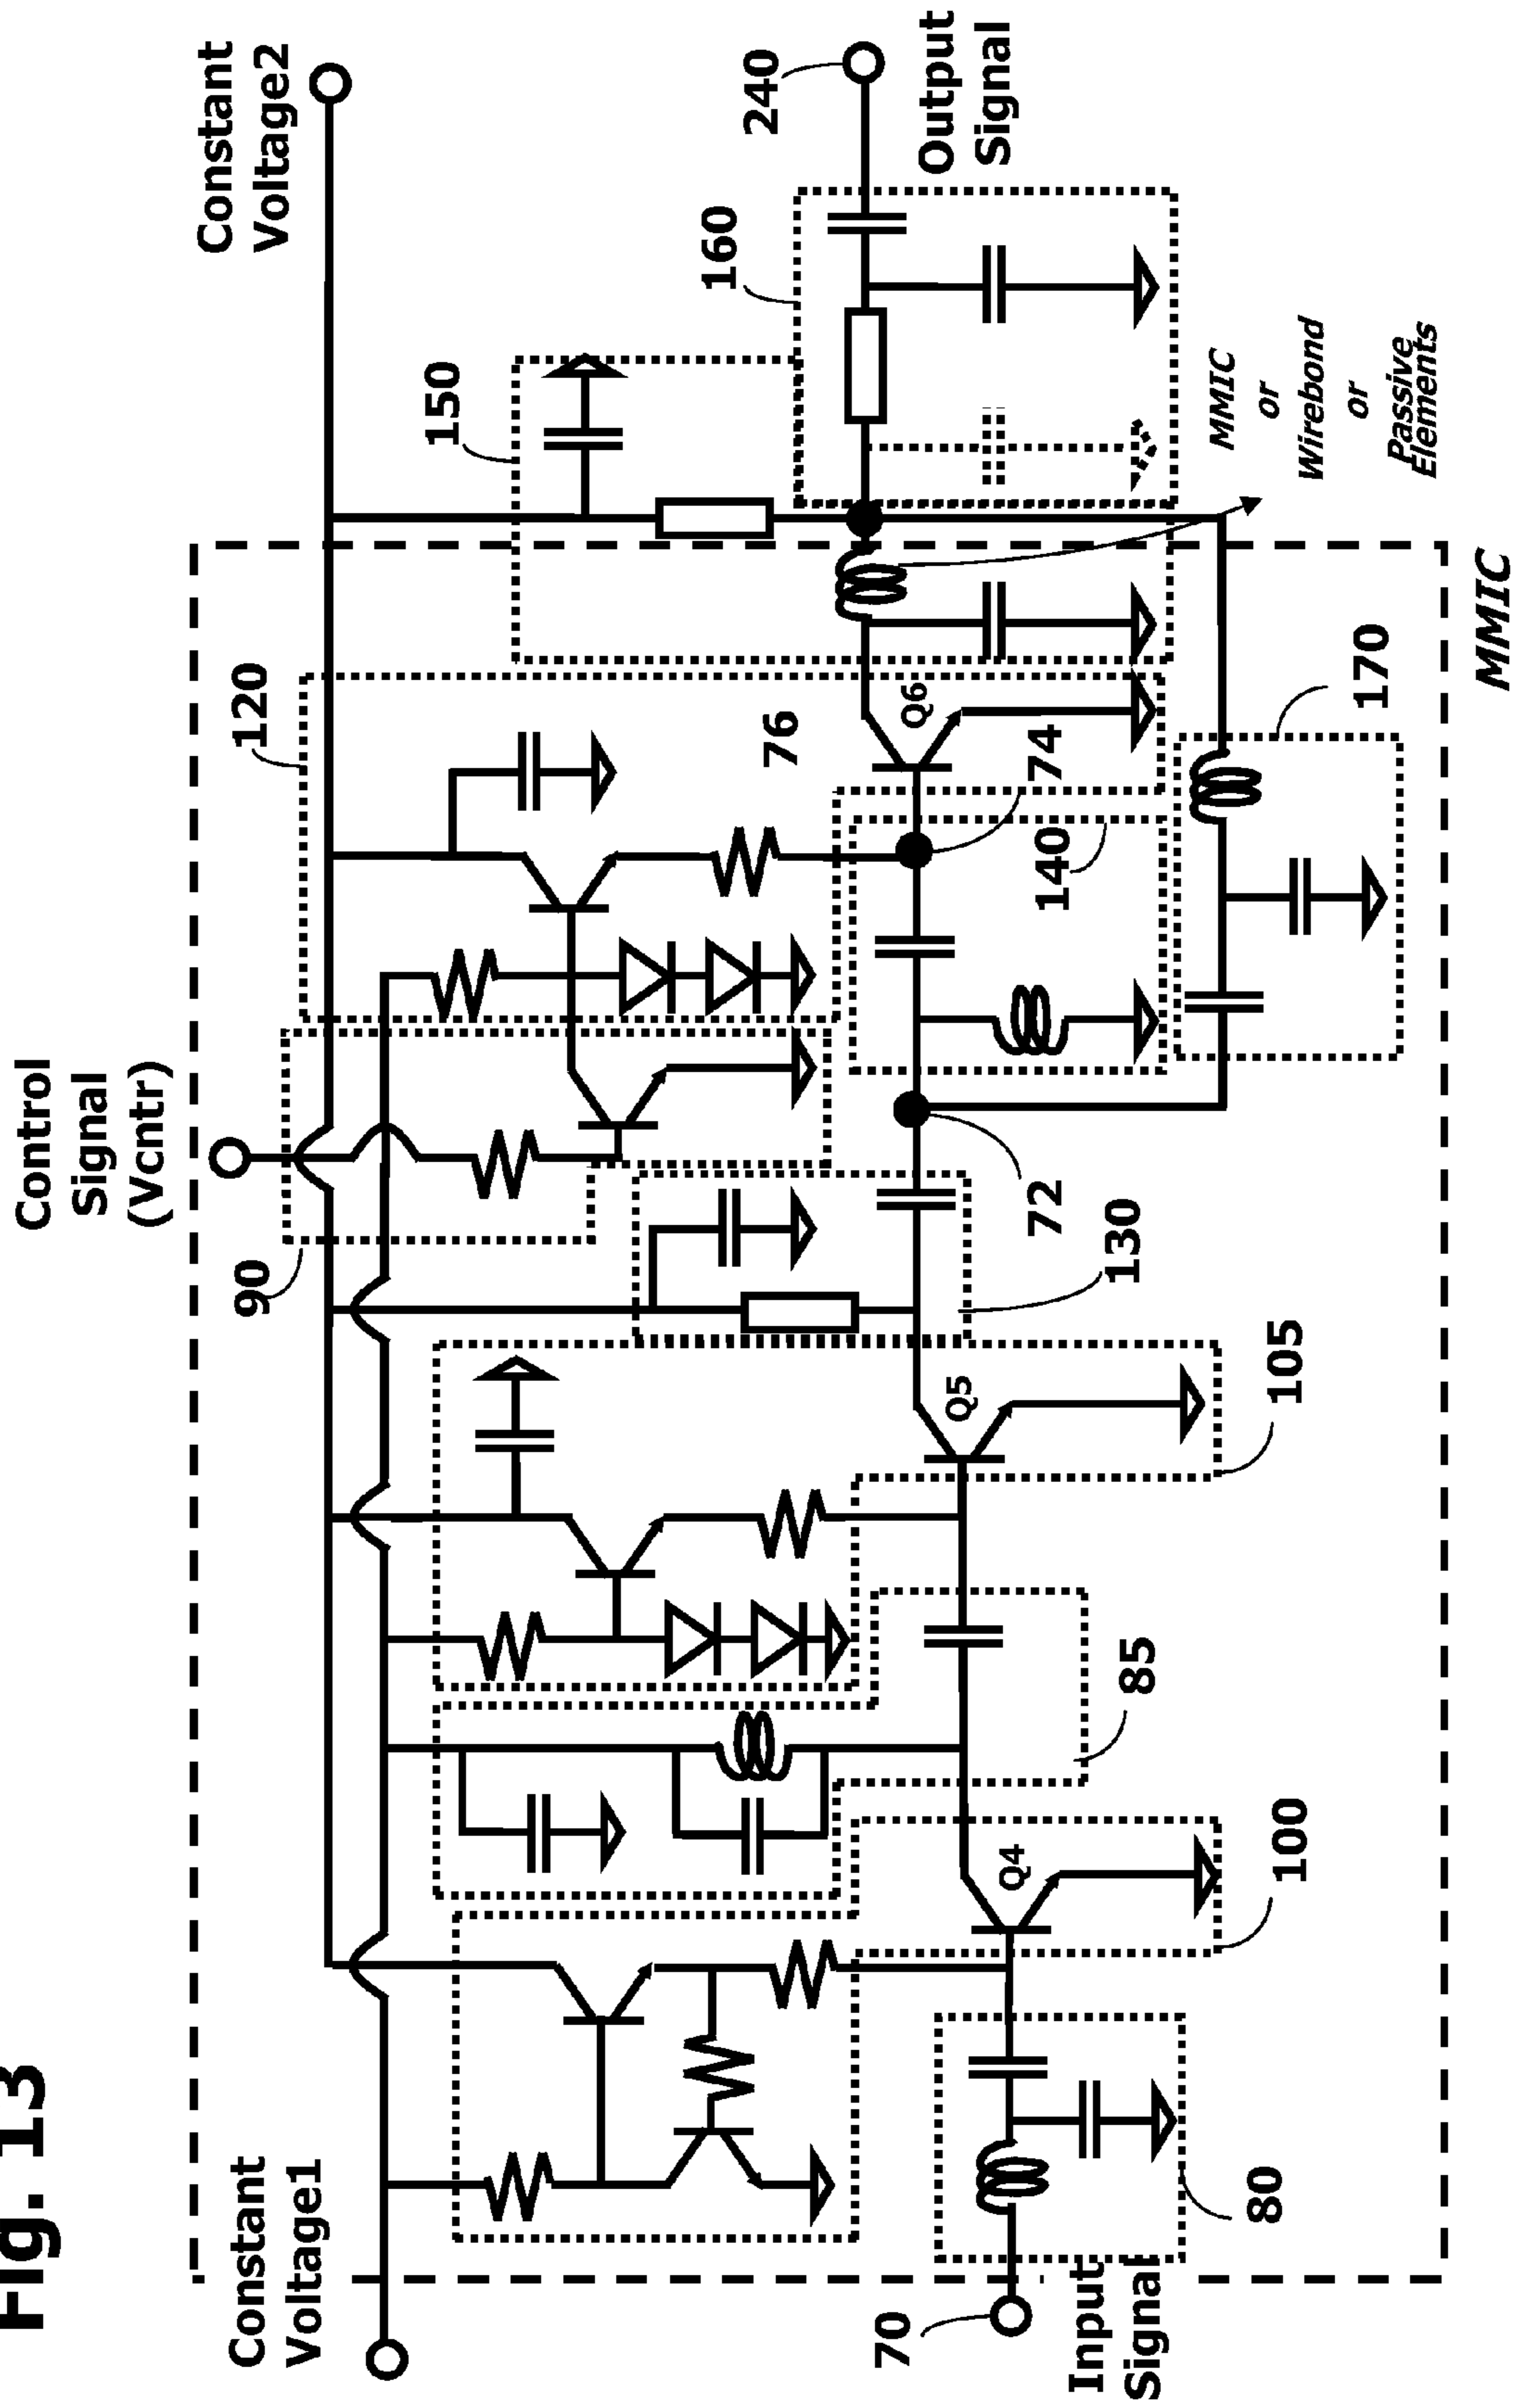 Fig. 13
Control
Signal
(Vcntr)
Constant
Voltage1
Constant
Voltage2
90
120
150
160
240
Output
Signal
76
Q6
74
140
72
130
Q5
105
85
Q4
100
80
70
Input
Signal
170
MMIC
or
Wirebond
or
Passive
Elements
MMIC